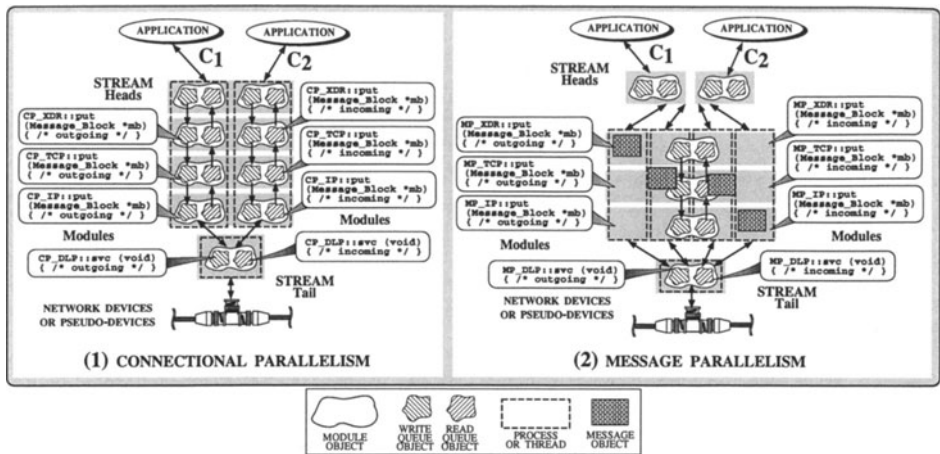 APPLICATION
APPLICATION
C1
C2
STREAM
Heads
CP_XDR::put
(Message_Block *mb)
{ /* outgoing */ }
CP_TCP::put
(Message_Block *mb)
{ /* outgoing */ }
CP_IP::put
(Message_Block *mb)
{ /* outgoing */ }
Modules
CP_DLP::svc (void)
{ /* outgoing */ }
CP_XDR::put
(Message_Block *mb)
{ /* incoming */ }
CP_TCP::put
(Message_Block *mb)
{ /* incoming */ }
CP_IP::put
(Message_Block *mb)
{ /* incoming */ }
Modules
CP_DLP::svc (void)
{ /* incoming */ }
STREAM
Tail
NETWORK DEVICES
OR PSEUDO-DEVICES
(1) CONNECTIONAL PARALLELISM
APPLICATION
APPLICATION
C1
C2
STREAM
Heads
MP_XDR::put
(Message_Block *mb)
{ /* outgoing */ }
MP_TCP::put
(Message_Block *mb)
{ /* outgoing */ }
MP_IP::put
(Message_Block *mb)
{ /* outgoing */ }
Modules
MP_DLP::svc (void)
{ /* outgoing */ }
MP_XDR::put
(Message_Block *mb)
{ /* incoming */ }
MP_TCP::put
(Message_Block *mb)
{ /* incoming */ }
MP_IP::put
(Message_Block *mb)
{ /* incoming */ }
Modules
MP_DLP::svc (void)
{ /* incoming */ }
STREAM
Tail
NETWORK DEVICES
OR PSEUDO-DEVICES
(2) MESSAGE PARALLELISM
MODULE
OBJECT
WRITE
QUEUE
OBJECT
READ
QUEUE
OBJECT
PROCESS
OR THREAD
MESSAGE
OBJECT